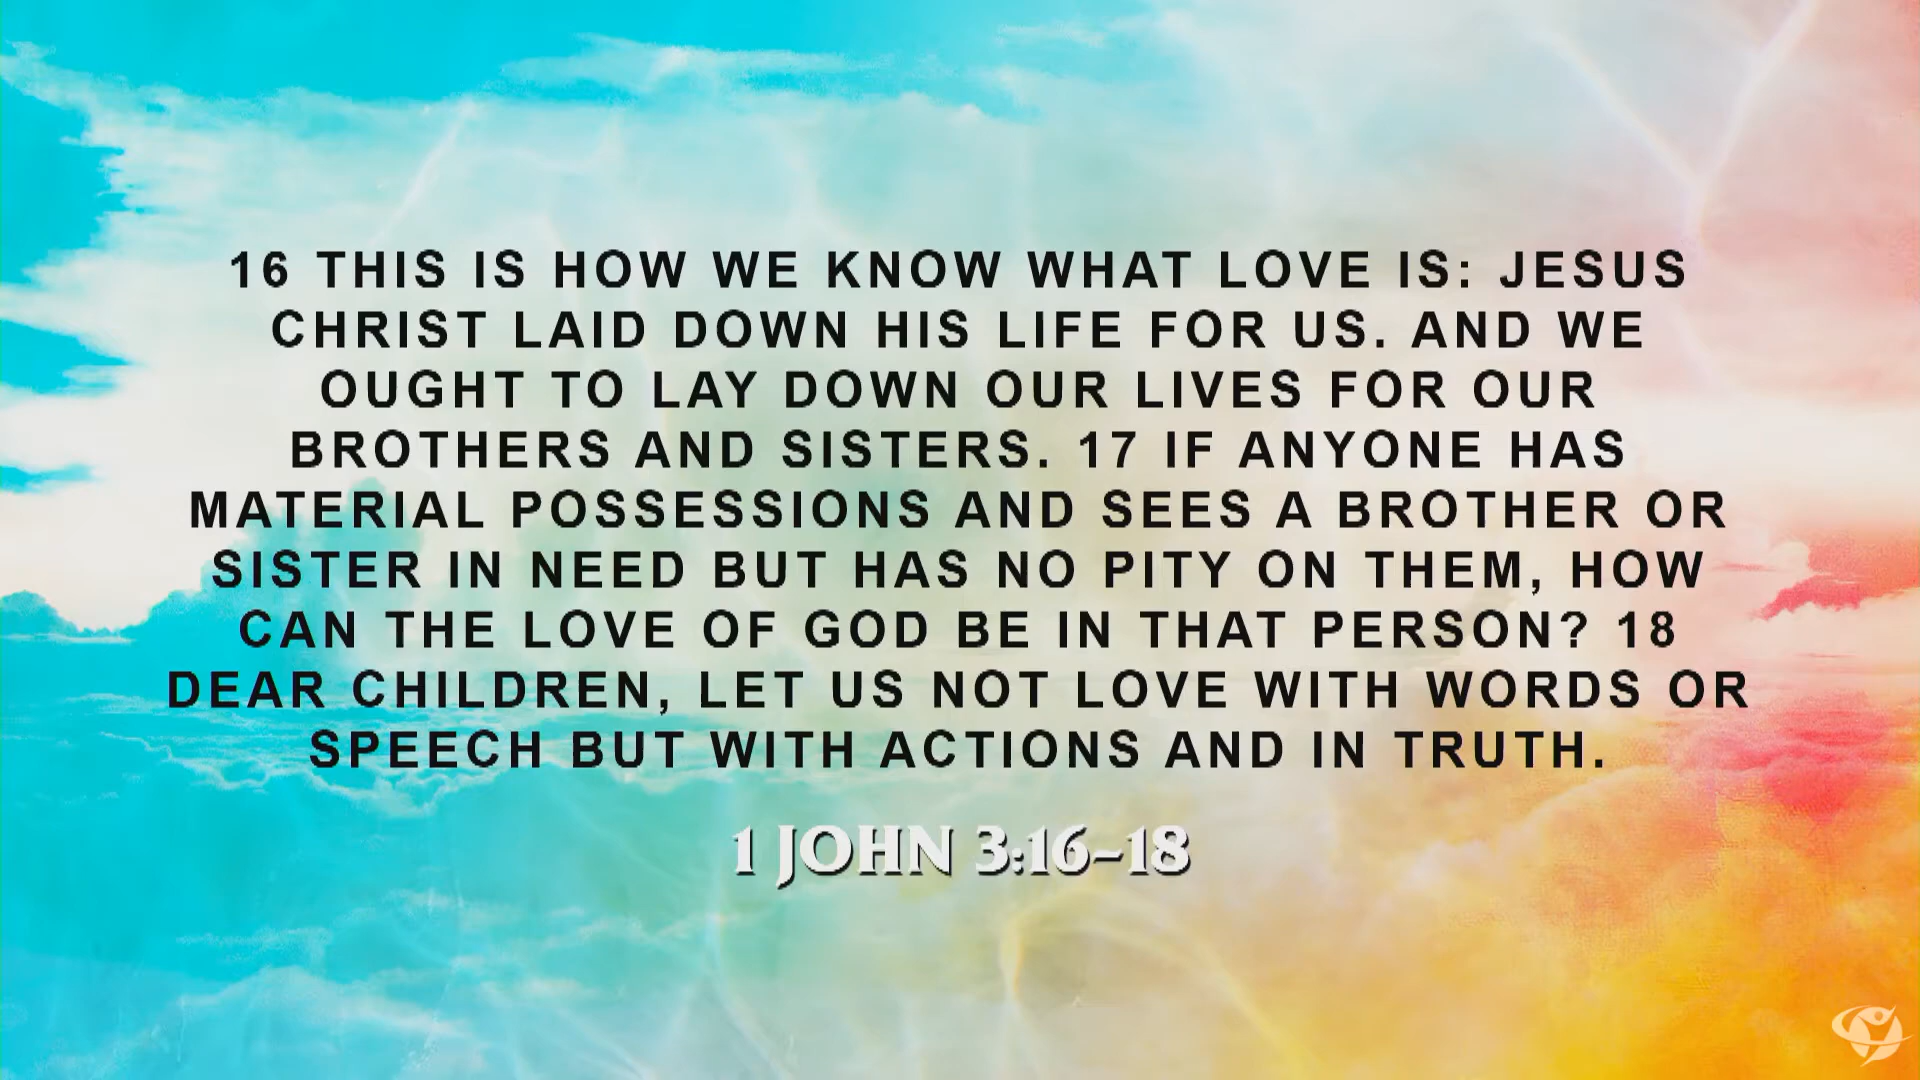 16 THIS IS HOW WE KNOW WHAT LOVE IS: JESUS
CHRIST LAID DOWN HIS LIFE FOR US. AND WE
OUGHT TO LAY DOWN OUR LIVES FOR OUR
BROTHERS AND SISTERS. 17 IF ANYONE HAS
MATERIAL POSSESSIONS AND SEES A BROTHER OR
SISTER IN NEED BUT HAS NO PITY ON THEM, HOW
CAN THE LOVE OF GOD BE IN THAT PERSON? 18
DEAR CHILDREN, LET US NOT LOVE WITH WORDS OR
SPEECH BUT WITH ACTIONS AND IN TRUTH.
1 JOHN 3:16-18